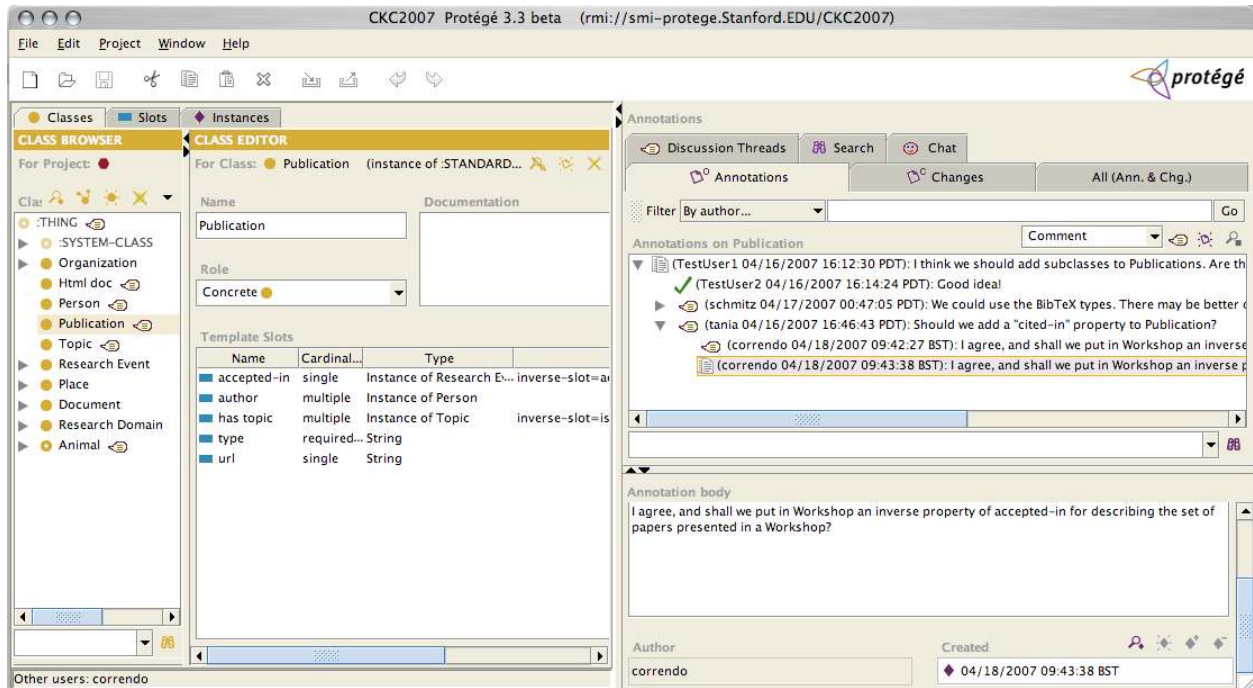 CKC2007 Protégé 3.3 beta (rmi://smi-protege.Stanford.EDU/CKC2007)
File Edit Project Window Help
protégé
Classes Slots Instances
CLASS BROWSER
For Project:
Cla:
:THING
:SYSTEM-CLASS
Organization
Html doc
Person
Publication
Topic
Research Event
Place
Document
Research Domain
Animal
CLASS EDITOR
For Class: Publication (instance of :STANDARD...
Name Documentation
Publication
Role
Concrete
Template Slots
Name Cardinal... Type
accepted-in single Instance of Research Ev... inverse-slot=a
author multiple Instance of Person
has topic multiple Instance of Topic inverse-slot=is
type required... String
url single String
Other users: correndo
Annotations
Discussion Threads Search Chat
Annotations Changes All (Ann. & Chg.)
Filter By author... Go
Annotations on Publication Comment
(TestUser1 04/16/2007 16:12:30 PDT): I think we should add subclasses to Publications. Are th
(TestUser2 04/16/2007 16:14:24 PDT): Good idea!
(schmitz 04/17/2007 00:47:05 PDT): We could use the BibTeX types. There may be better
(tania 04/16/2007 16:46:43 PDT): Should we add a "cited-in" property to Publication?
(correndo 04/18/2007 09:42:27 BST): I agree, and shall we put in Workshop an inverse
(correndo 04/18/2007 09:43:38 BST): I agree, and shall we put in Workshop an inverse p
Annotation body
I agree, and shall we put in Workshop an inverse property of accepted-in for describing the set of
papers presented in a Workshop?
Author Created
correndo 04/18/2007 09:43:38 BST